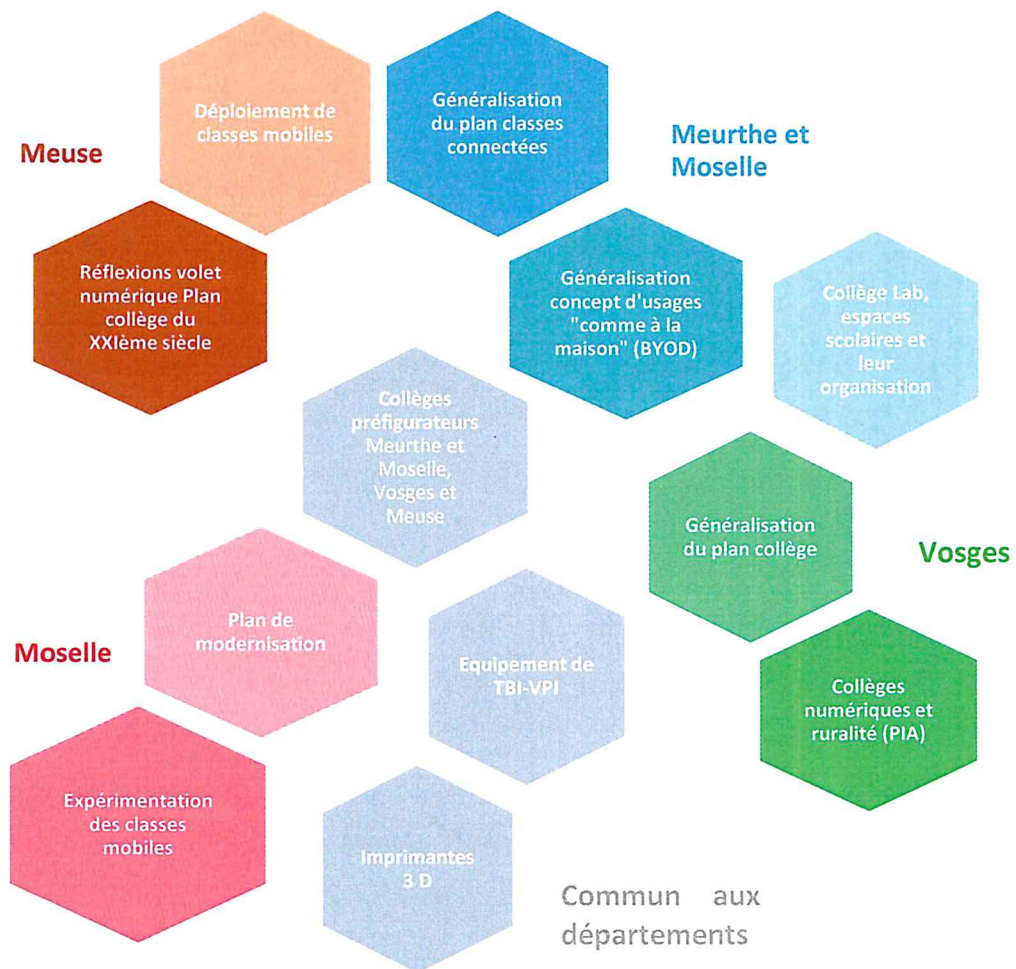 Déploiement de
classes mobiles
Généralisation
du plan classes
connectées
Meuse
Meurthe et
Moselle
Réflexions volet
numérique Plan
collège du
XXIème siècle
Généralisation
concept d'usages
"comme à la
maison" (BYOD)
Collège Lab,
espaces
scolaires et
leur
organisation
Collèges
préfigurateurs
Meurthe et
Moselle,
Vosges et
Meuse
Généralisation
du plan collège
Vosges
Plan de
modernisation
Moselle
Equipement de
TBI-VPI
Collèges
numériques et
ruralité (PIA)
Expérimentation
des classes
mobiles
Imprimantes
3 D
Commun aux
départements